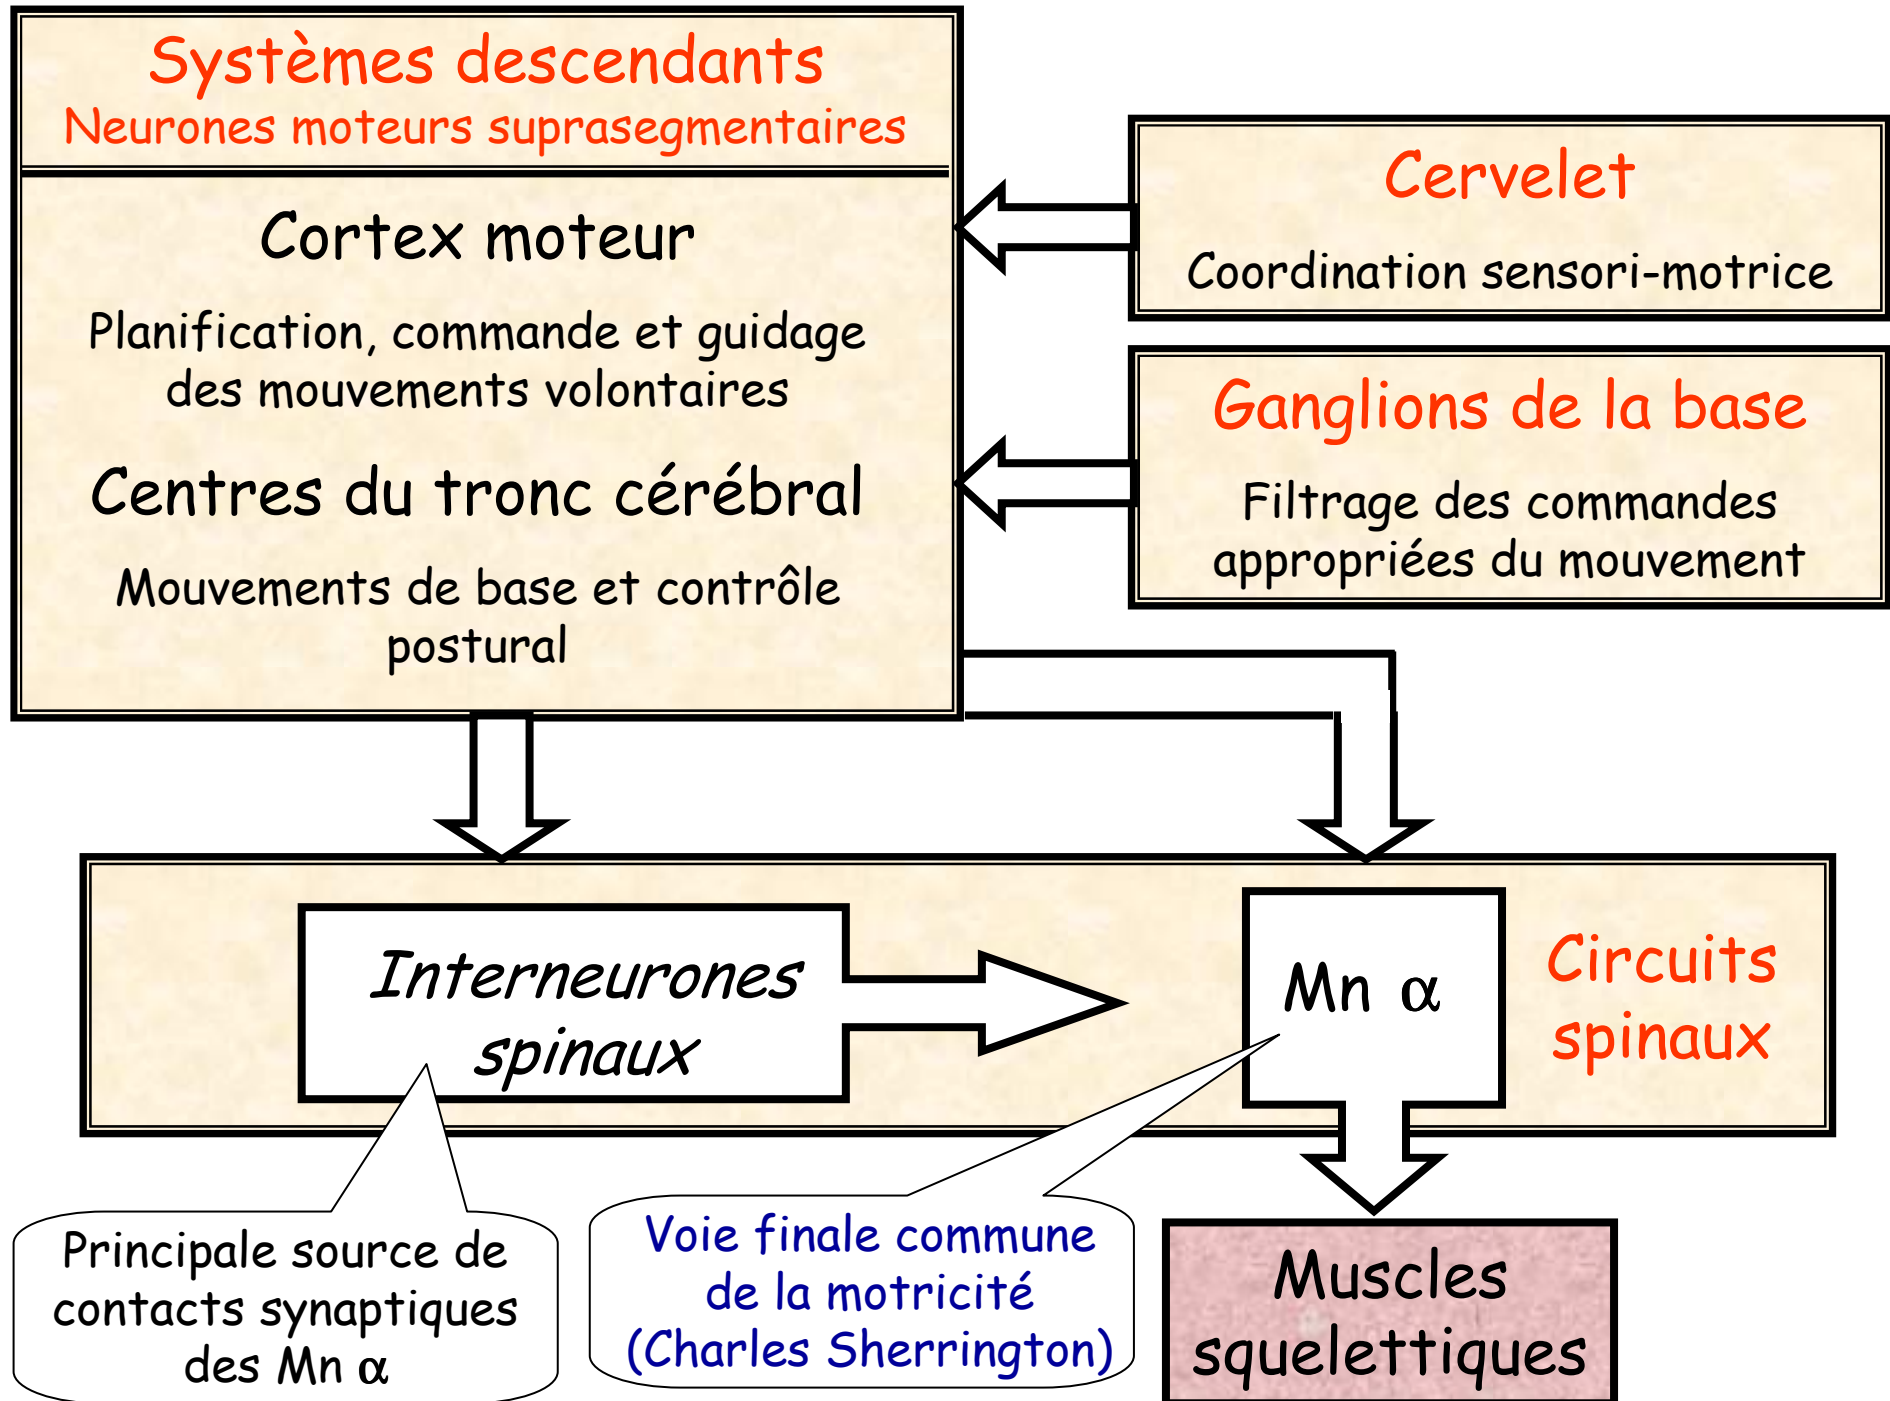 Systèmes descendants
Neurones moteurs suprasegmentaires
Cortex moteur
Planification, commande et guidage
des mouvements volontaires
Centres du tronc cérébral
Mouvements de base et contrôle
postural
Cervelet
Coordination sensori-motrice
Ganglions de la base
Filtrage des commandes
appropriées du mouvement
Interneurones
spinaux
Mn α
Circuits
spinaux
Principale source de
contacts synaptiques
des Mn α
Voie finale commune
de la motricité
(Charles Sherrington)
Muscles
squelettiques